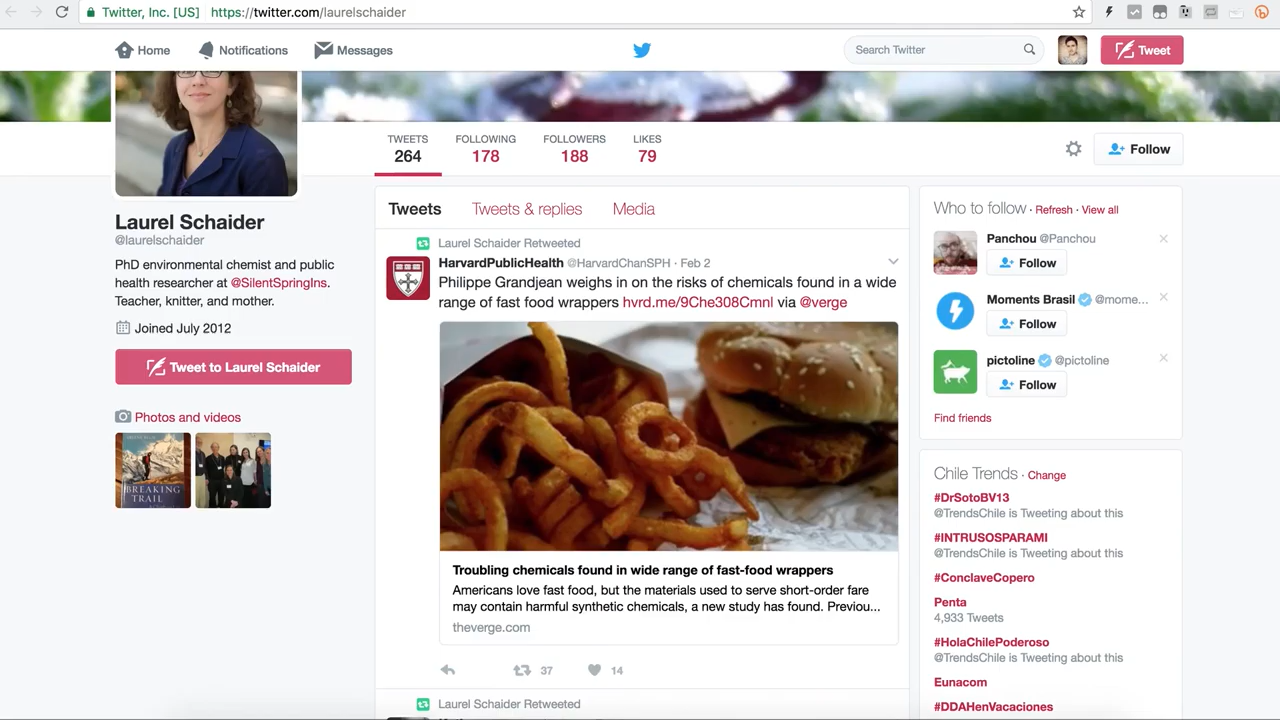 Twitter, Inc. [US] https://twitter.com/laurelschaider
Home Notifications Messages
Search Twitter
Tweet
TWEETS FOLLOWING FOLLOWERS LIKES
264 178 188 79
Follow
Laurel Schaider
@laurelschaider
PhD environmental chemist and public
health researcher at @SilentSpringIns.
Teacher, knitter, and mother.
Joined July 2012
Tweet to Laurel Schaider
Photos and videos
BREAKING
TRAIL
Tweets Tweets & replies Media
Laurel Schaider Retweeted
HarvardPublicHealth @HarvardChanSPH · Feb 2
Philippe Grandjean weighs in on the risks of chemicals found in a wide
range of fast food wrappers hvrd.me/9Che308Cmnl via @verge
Troubling chemicals found in wide range of fast-food wrappers
Americans love fast food, but the materials used to serve short-order fare
may contain harmful synthetic chemicals, a new study has found. Previou...
theverge.com
37 14
Laurel Schaider Retweeted
Who to follow · Refresh · View all
Panchou @Panchou
Follow
Moments Brasil @mome...
Follow
pictoline @pictoline
Follow
Find friends
Chile Trends · Change
#DrSotoBV13
@TrendsChile is Tweeting about this
#INTRUSOSPARAMI
@TrendsChile is Tweeting about this
#ConclaveCopero
Penta
4,933 Tweets
#HolaChilePoderoso
@TrendsChile is Tweeting about this
Eunacom
#DDAHenVacaciones